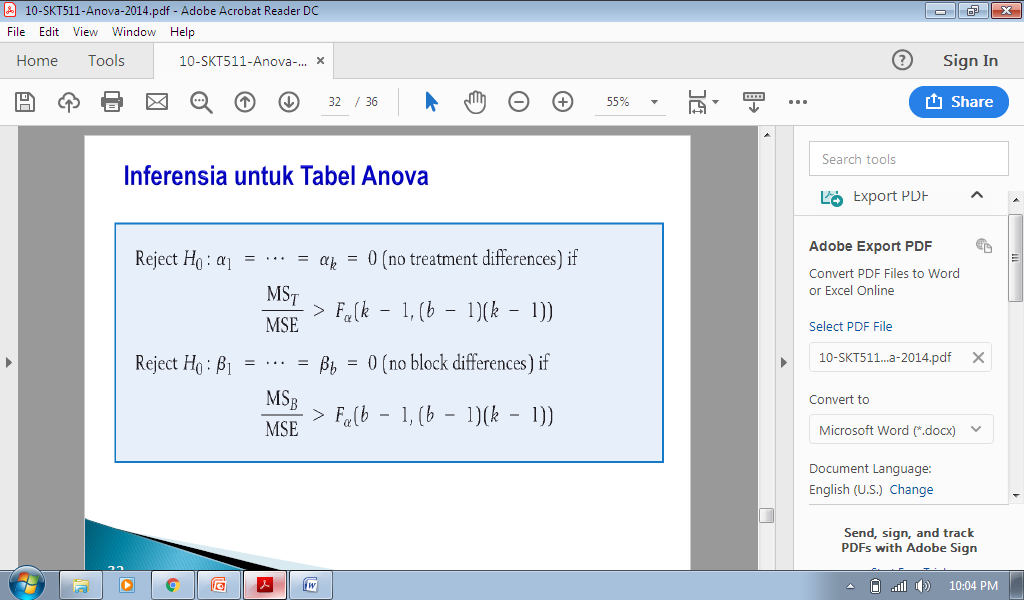 10-SKT511-Anova-2014.pdf - Adobe Acrobat Reader DC
File Edit View Window Help
Home Tools 10-SKT511-Anova-... × ? Sign In
32 / 36 55% Share
Inferensia untuk Tabel Anova
Reject H₀ : α₁ = ··· = αₖ = 0 (no treatment differences) if
MS_T / MSE > F_α(k − 1, (b − 1)(k − 1))
Reject H₀ : β₁ = ··· = β_b = 0 (no block differences) if
MS_B / MSE > F_α(b − 1, (b − 1)(k − 1))
Search tools
Export PDF
Adobe Export PDF
Convert PDF Files to Word
or Excel Online
Select PDF File
10-SKT511...a-2014.pdf
Convert to
Microsoft Word (*.docx)
Document Language:
English (U.S.) Change
Send, sign, and track
PDFs with Adobe Sign
10:04 PM